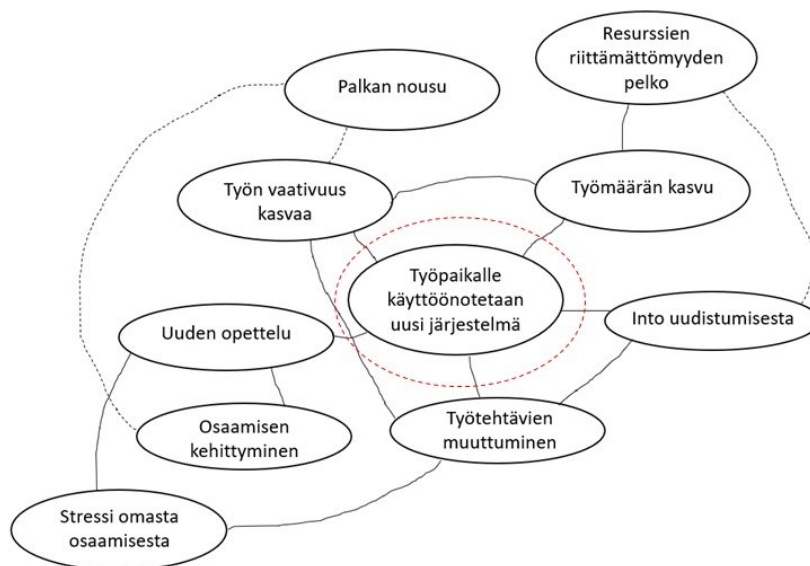 Resurssien
riittämättömyyden
pelko
Palkan nousu
Työn vaativuus
kasvaa
Työmäärän kasvu
Työpaikalle
käyttöönotetaan
uusi järjestelmä
Uuden opettelu
Into uudistumisesta
Osaamisen
kehittyminen
Työtehtävien
muuttuminen
Stressi omasta
osaamisesta